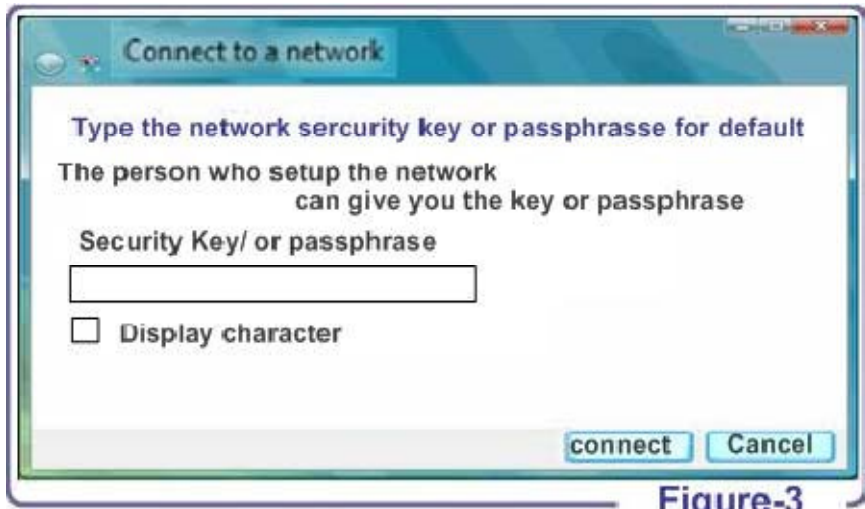 Connect to a network
Type the network sercurity key or passphrasse for default
The person who setup the network
can give you the key or passphrase
Security Key/ or passphrase
Display character
connect Cancel
Figure-3